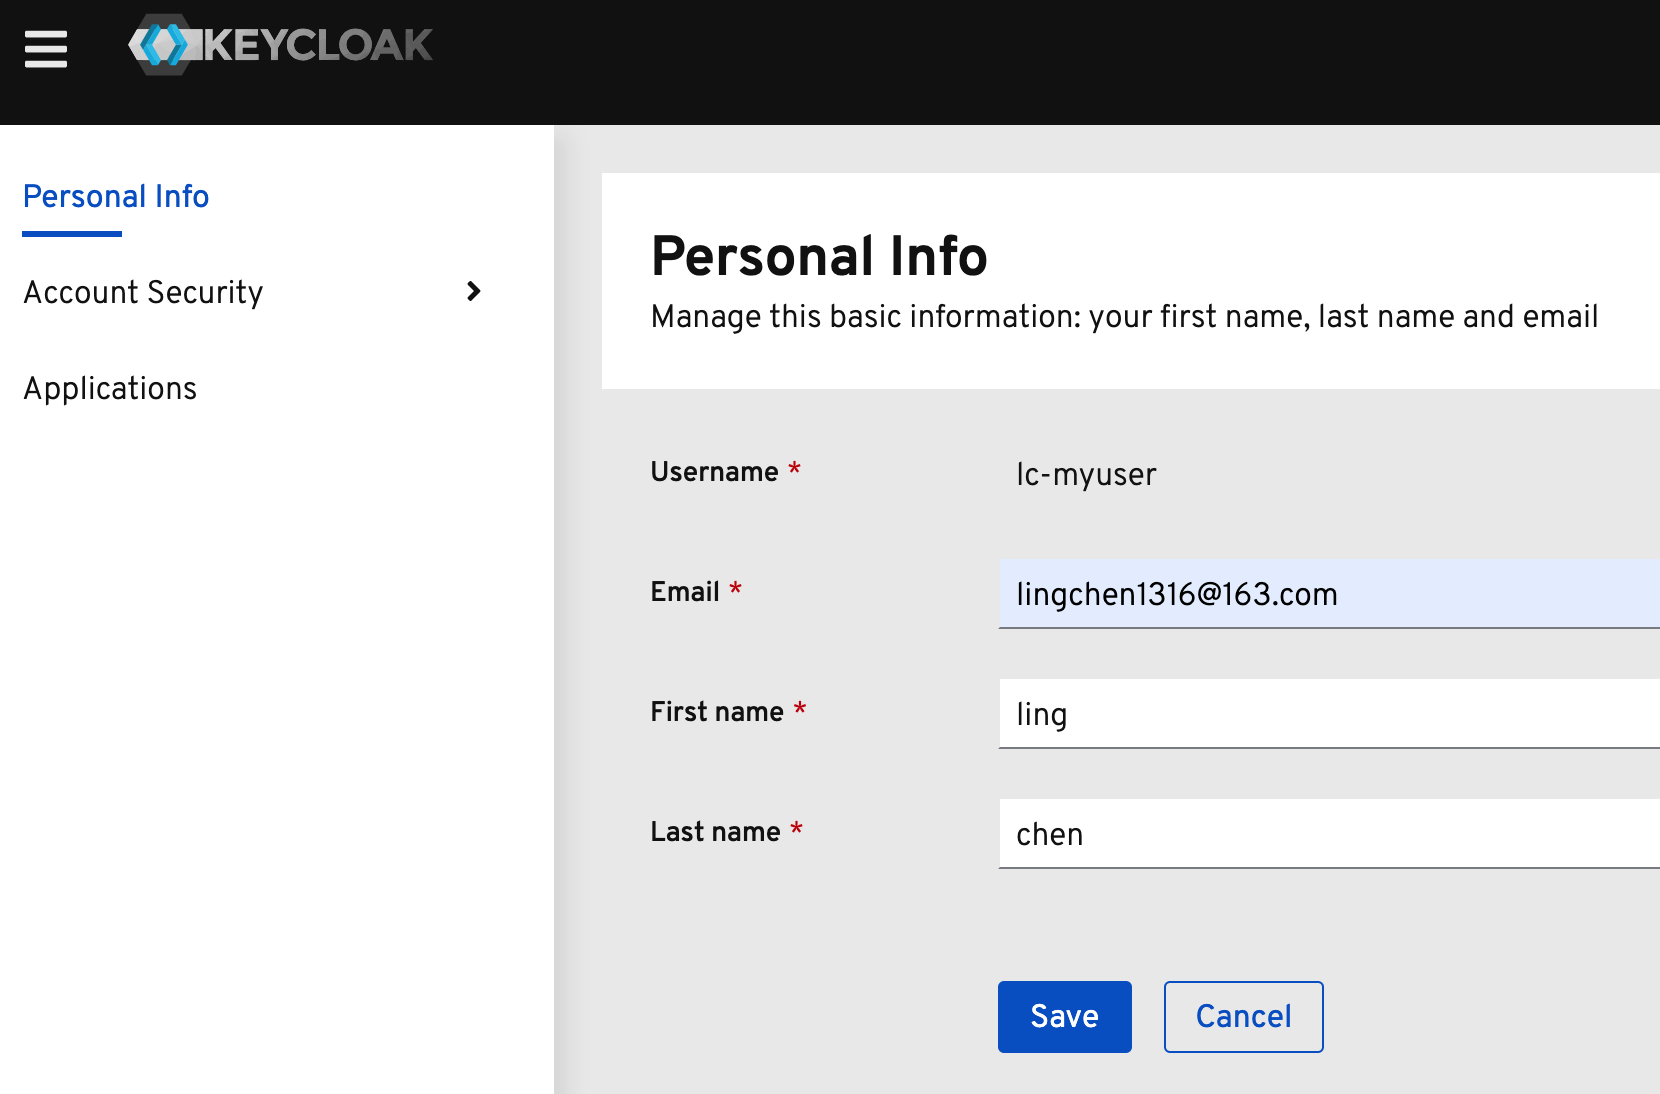 KEYCLOAK
Personal Info
Account Security
Applications
Personal Info
Manage this basic information: your first name, last name and email
Username * lc-myuser
Email * lingchen1316@163.com
First name * ling
Last name * chen
Save Cancel